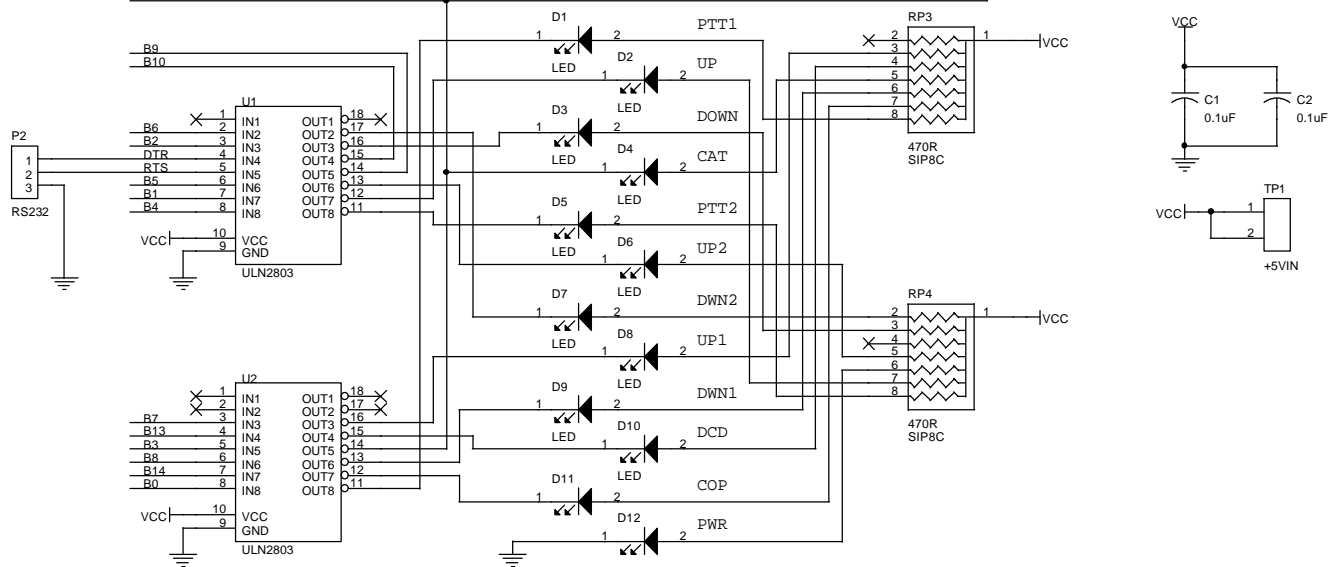 D1
1
2
PTT1
LED
RP3
2
3
4
5
6
7
8
1
VCC
470R
SIP8C
VCC
C1
0.1uF
C2
0.1uF
B9
B10
D2
1
2
UP
LED
U1
1 IN1 OUT1 18
B6 2 IN2 OUT2 17
B2 3 IN3 OUT3 16
DTR 4 IN4 OUT4 15
RTS 5 IN5 OUT5 14
B5 6 IN6 OUT6 13
B1 7 IN7 OUT7 12
B4 8 IN8 OUT8 11
VCC 10 VCC
9 GND
ULN2803
P2
1
2
3
RS232
D3
1
2
DOWN
LED
D4
1
2
CAT
LED
D5
1
2
PTT2
LED
D6
1
2
UP2
LED
TP1
VCC
1
2
+5VIN
D7
1
2
DWN2
LED
RP4
2
3
4
5
6
7
8
1
VCC
470R
SIP8C
D8
1
2
UP1
LED
U2
1 IN1 OUT1 18
2 IN2 OUT2 17
B7 3 IN3 OUT3 16
B13 4 IN4 OUT4 15
B3 5 IN5 OUT5 14
B8 6 IN6 OUT6 13
B14 7 IN7 OUT7 12
B0 8 IN8 OUT8 11
VCC 10 VCC
9 GND
ULN2803
D9
1
2
DWN1
LED
D10
1
2
DCD
LED
D11
1
2
COP
LED
D12
1
2
PWR
LED